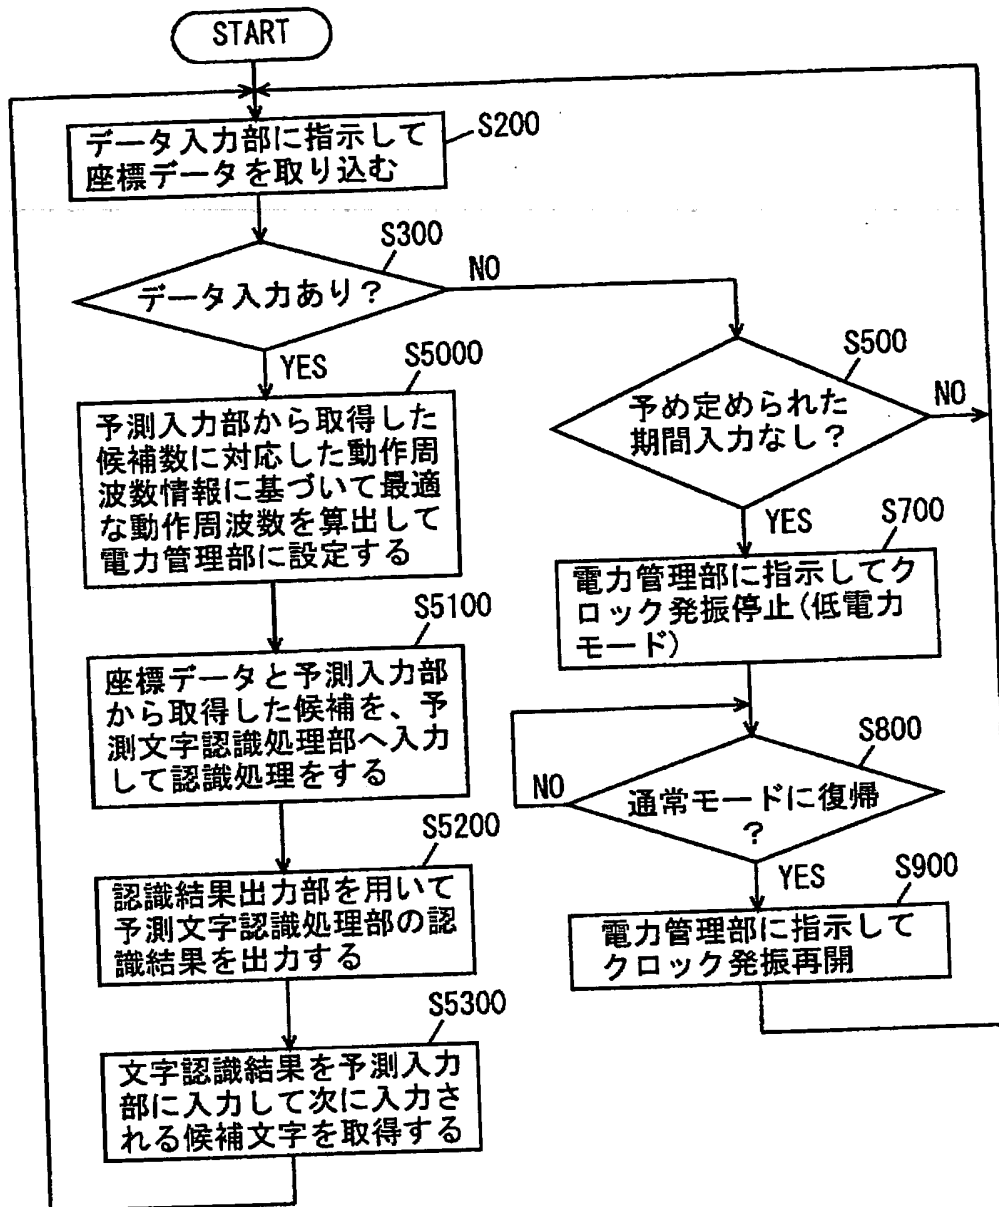 START
データ入力部に指示して
座標データを取り込む
S200
S300
データ入力あり？
NO
YES
S5000
予測入力部から取得した
候補数に対応した動作周
波数情報に基づいて最適
な動作周波数を算出して
電力管理部に設定する
S5100
座標データと予測入力部
から取得した候補を、予
測文字認識処理部へ入力
して認識処理をする
S5200
認識結果出力部を用いて
予測文字認識処理部の認
識結果を出力する
S5300
文字認識結果を予測入力
部に入力して次に入力さ
れる候補文字を取得する
S500
予め定められた
期間入力なし？
NO
YES
S700
電力管理部に指示してク
ロック発振停止(低電力
モード)
S800
通常モードに復帰
？
NO
YES
S900
電力管理部に指示して
クロック発振再開